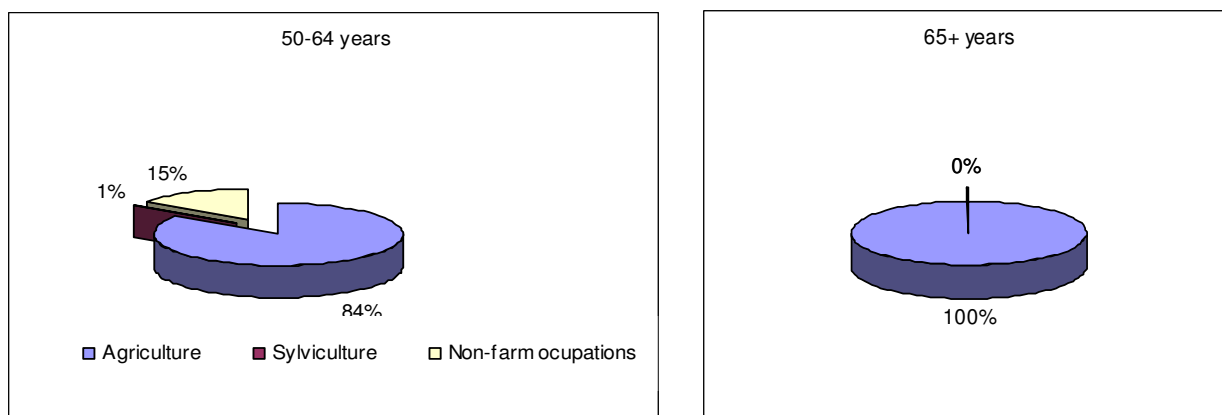 50-64 years
15%
1%
84%
Agriculture
Sylviculture
Non-farm ocupations
65+ years
0%
100%